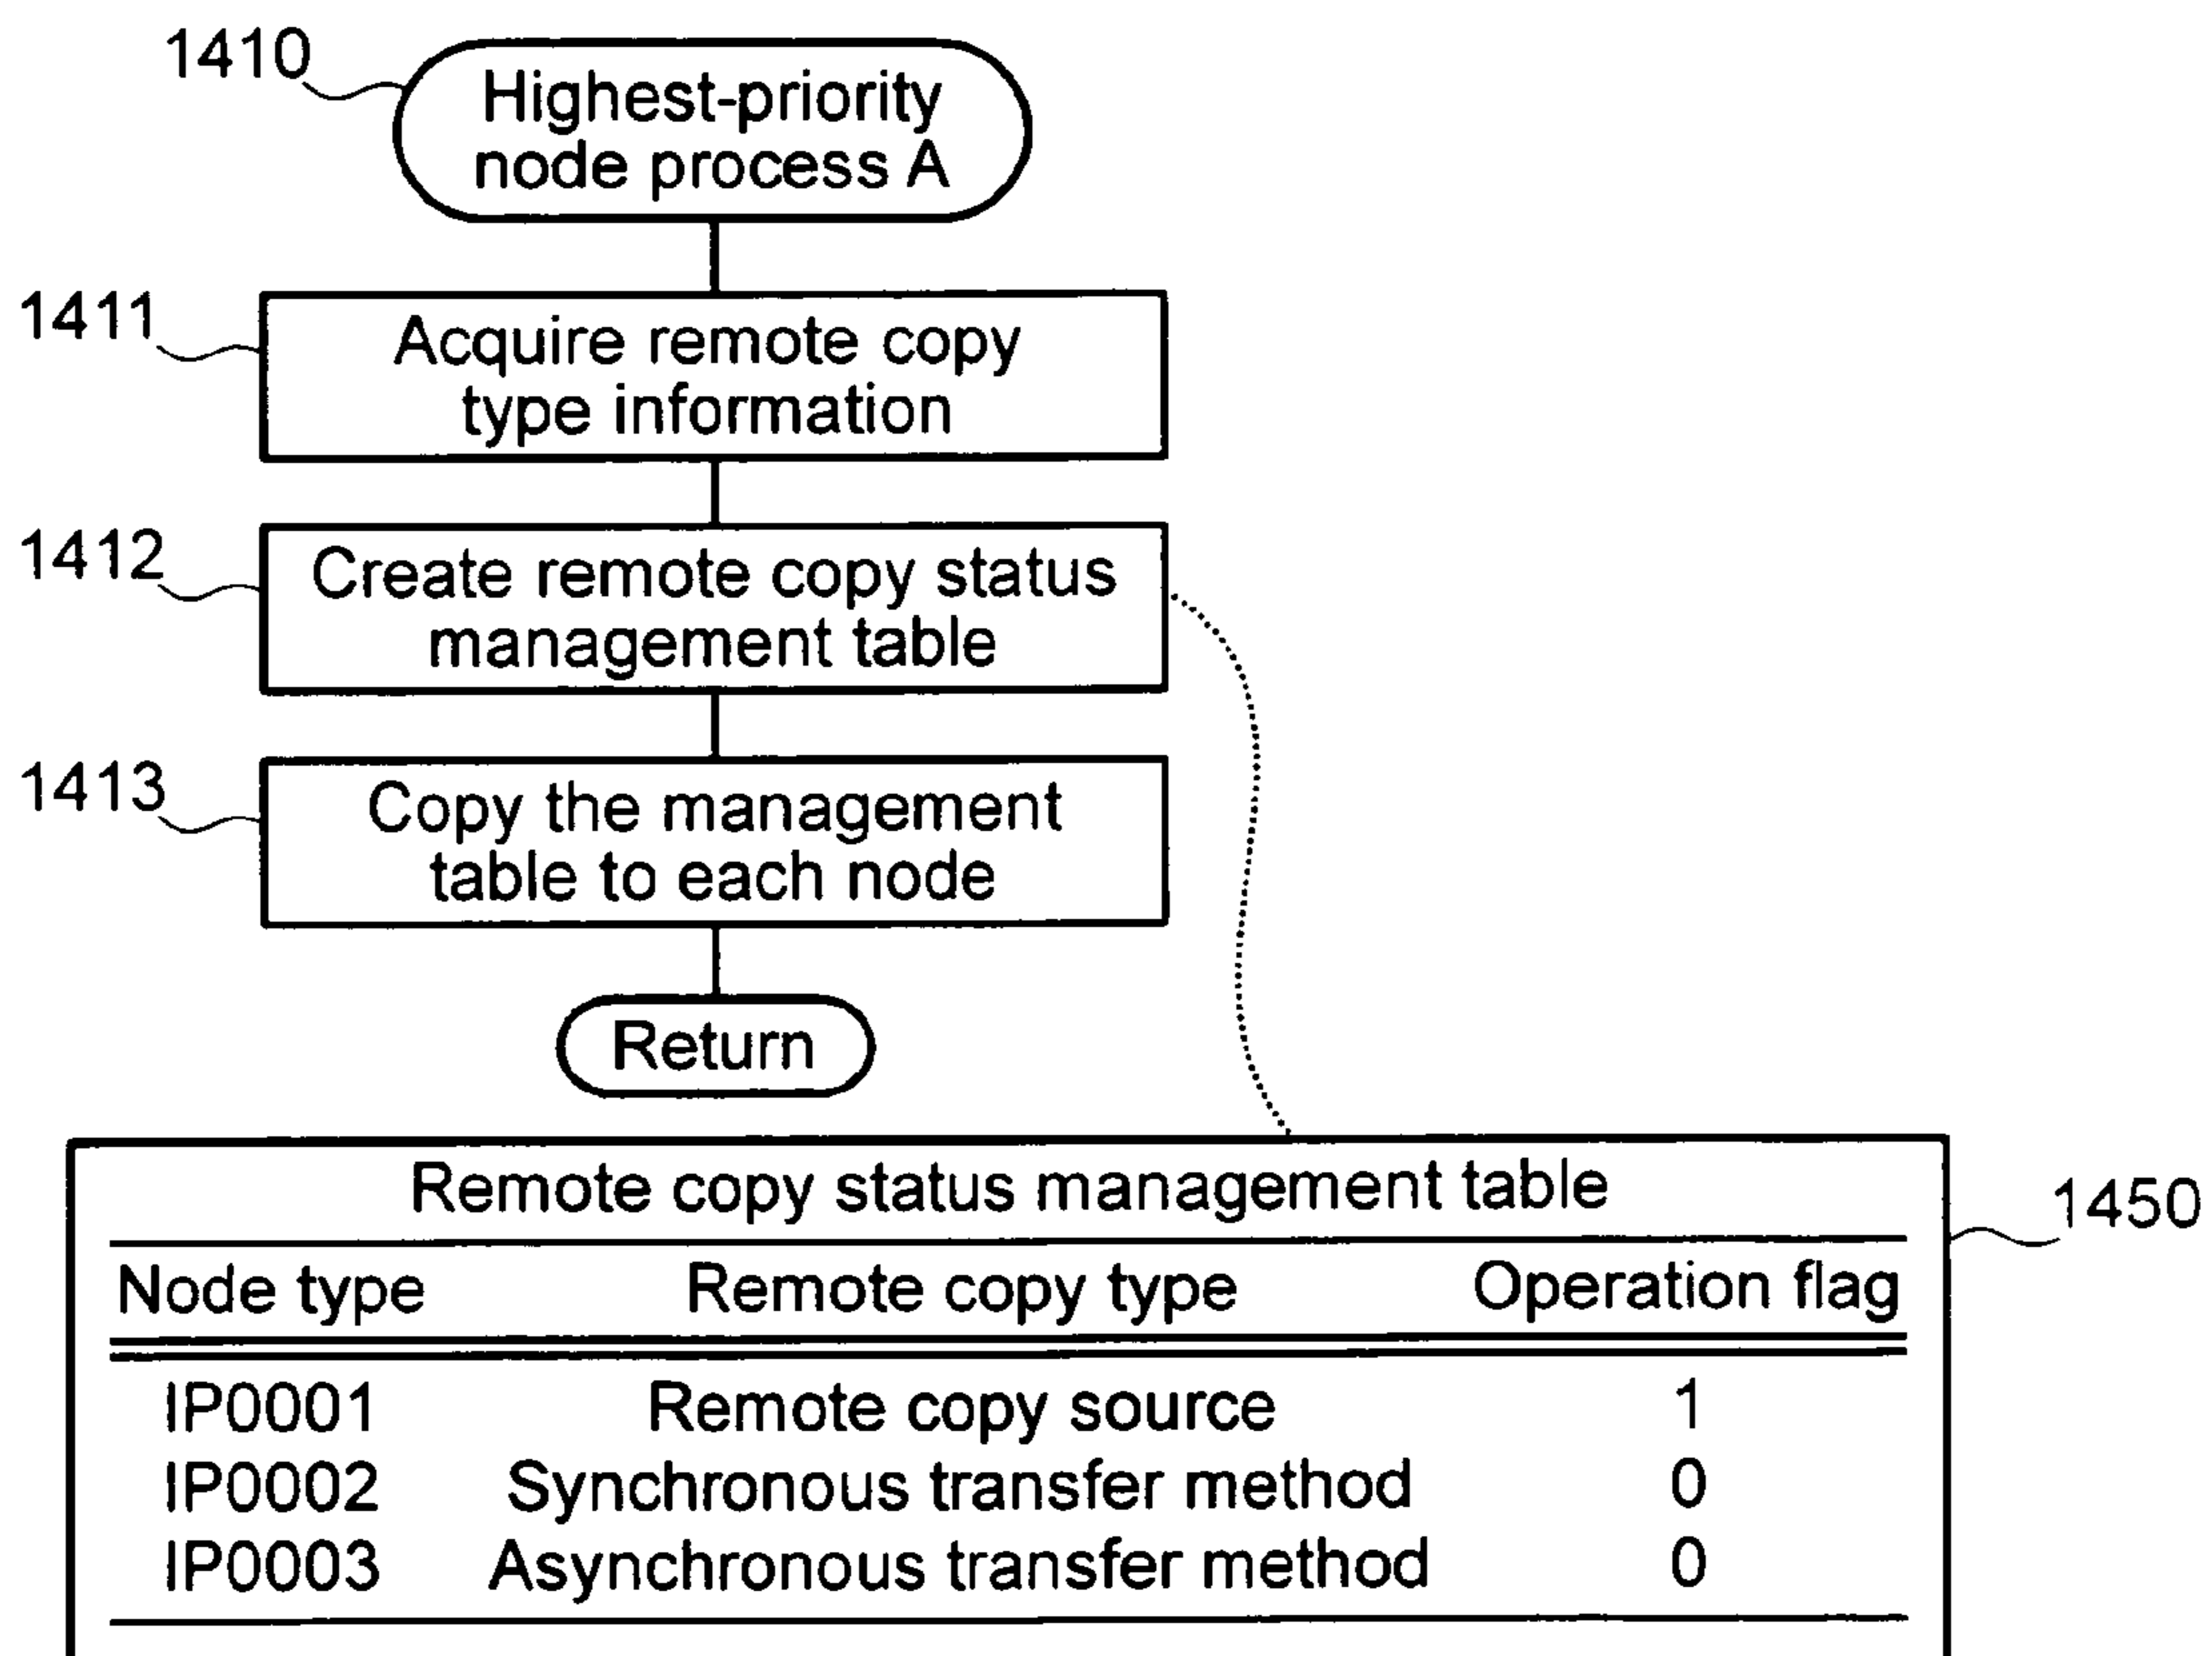 1410
Highest-priority
node process A
1411
Acquire remote copy
type information
1412
Create remote copy status
management table
1413
Copy the management
table to each node
Return
Remote copy status management table
1450
Node type Remote copy type Operation flag
IP0001 Remote copy source 1
IP0002 Synchronous transfer method 0
IP0003 Asynchronous transfer method 0